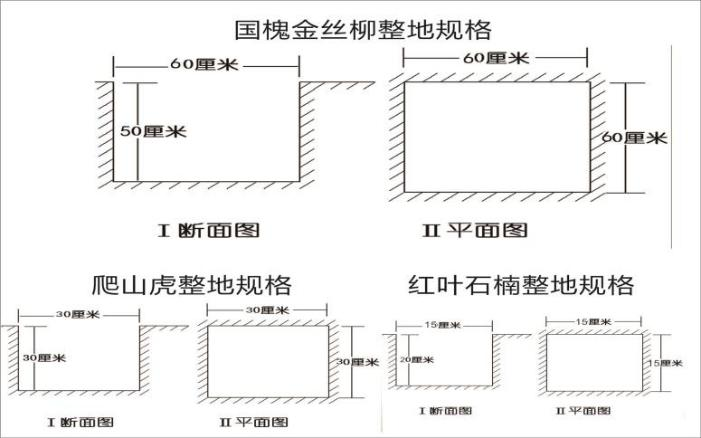 国槐金丝柳整地规格
60厘米
60厘米
50厘米
60厘米
I 断面图
II 平面图
爬山虎整地规格
红叶石楠整地规格
30厘米
30厘米
15厘米
15厘米
30厘米
30厘米
20厘米
15厘米
I 断面图
II 平面图
I 断面图
II 平面图